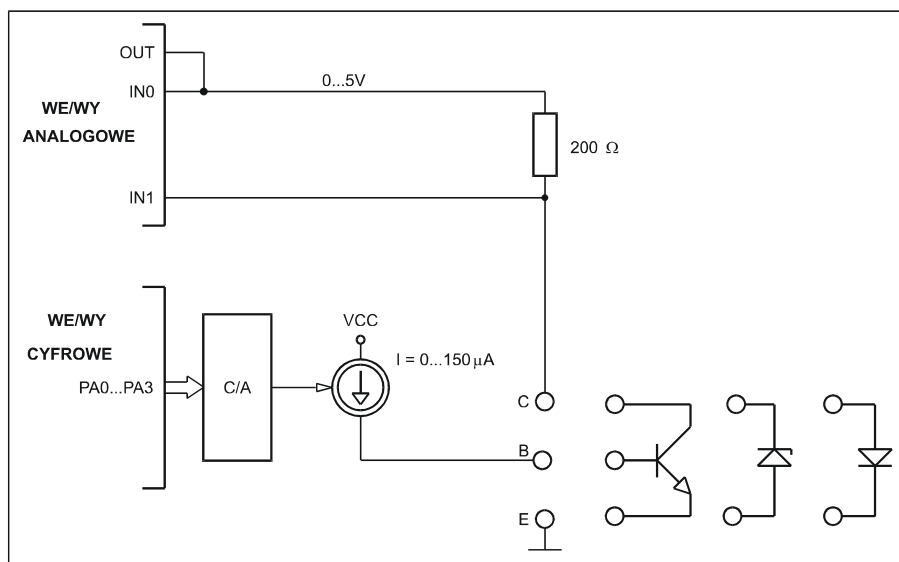 OUT
IN0
0...5V
WE/WY
ANALOGOWE
200 Ω
IN1
WE/WY
CYFROWE
VCC
I = 0...150 μA
PA0...PA3
C/A
C
B
E